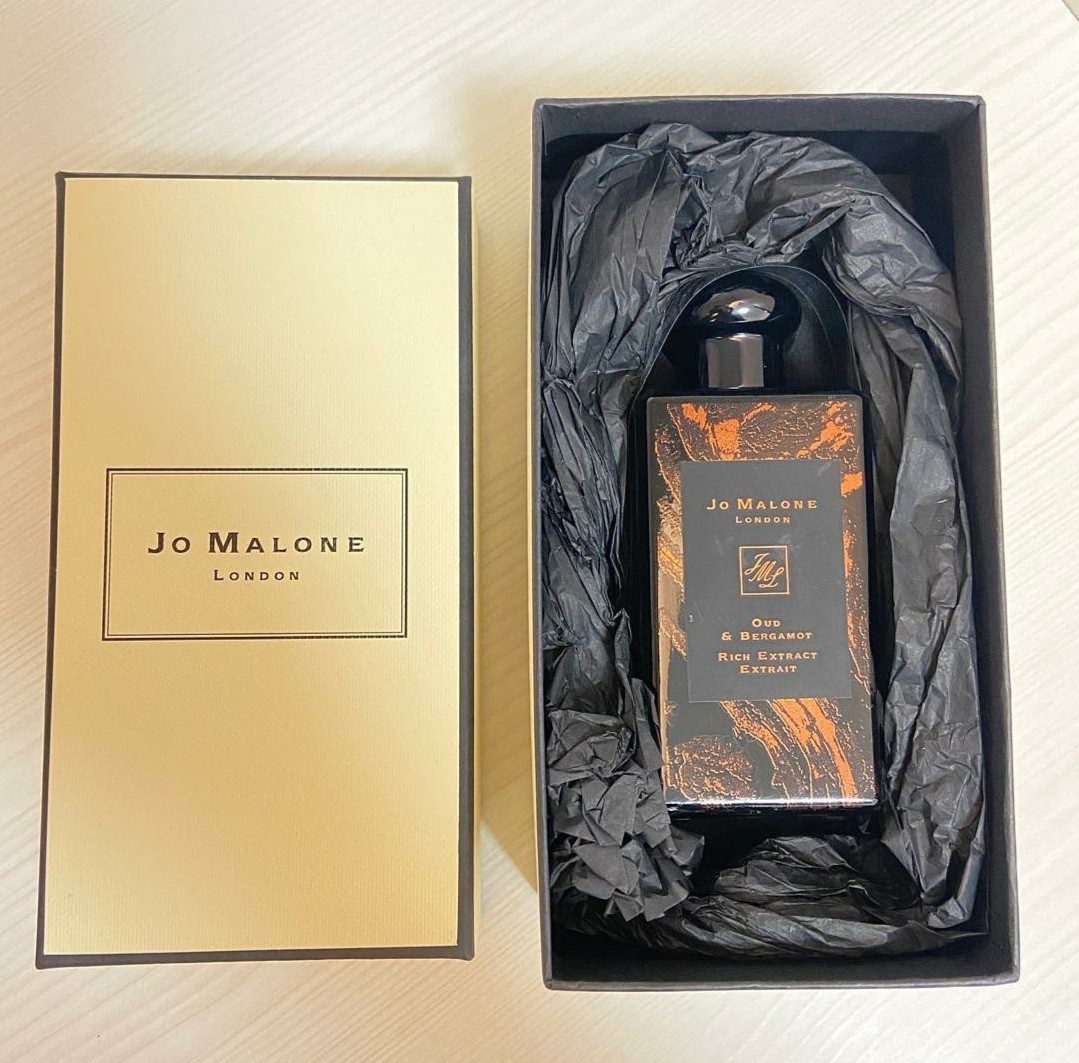 Jo Malone
London
Jo Malone
London
JML
Oud
& Bergamot
Rich Extract
Extrait